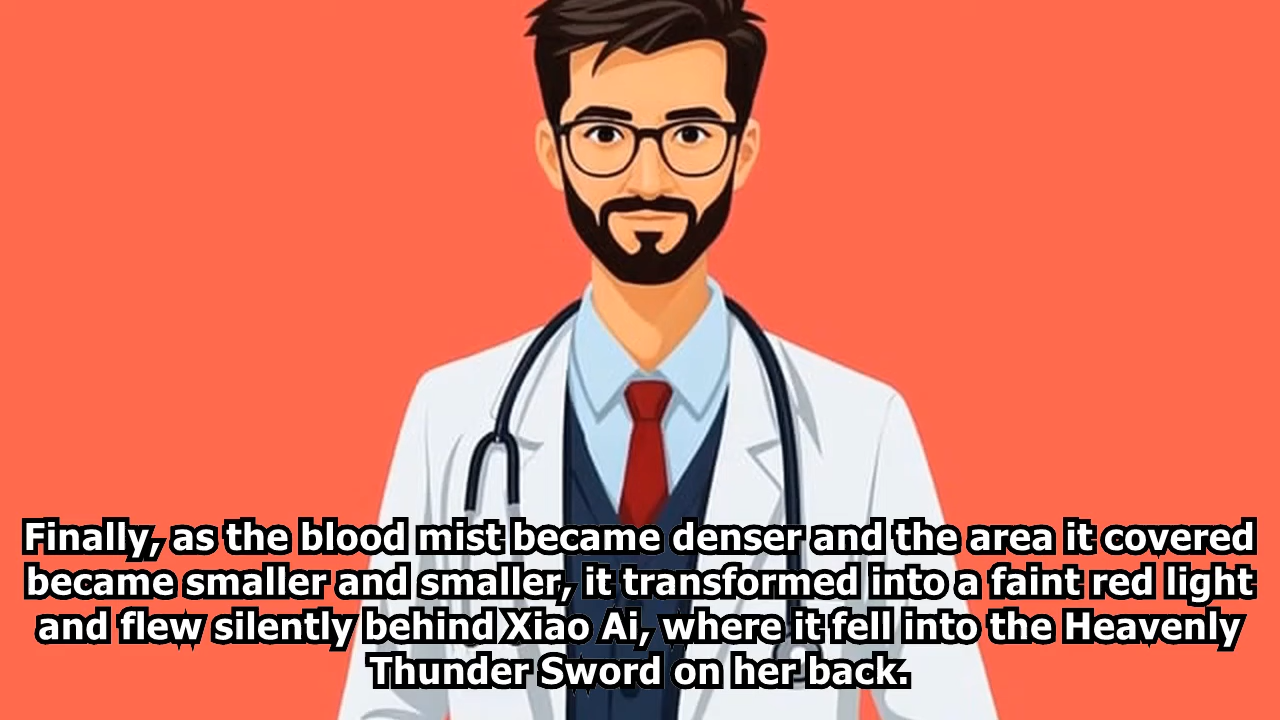 Finally, as the blood mist became denser and the area it covered
became smaller and smaller, it transformed into a faint red light
and flew silently behind Xiao Ai, where it fell into the Heavenly
Thunder Sword on her back.